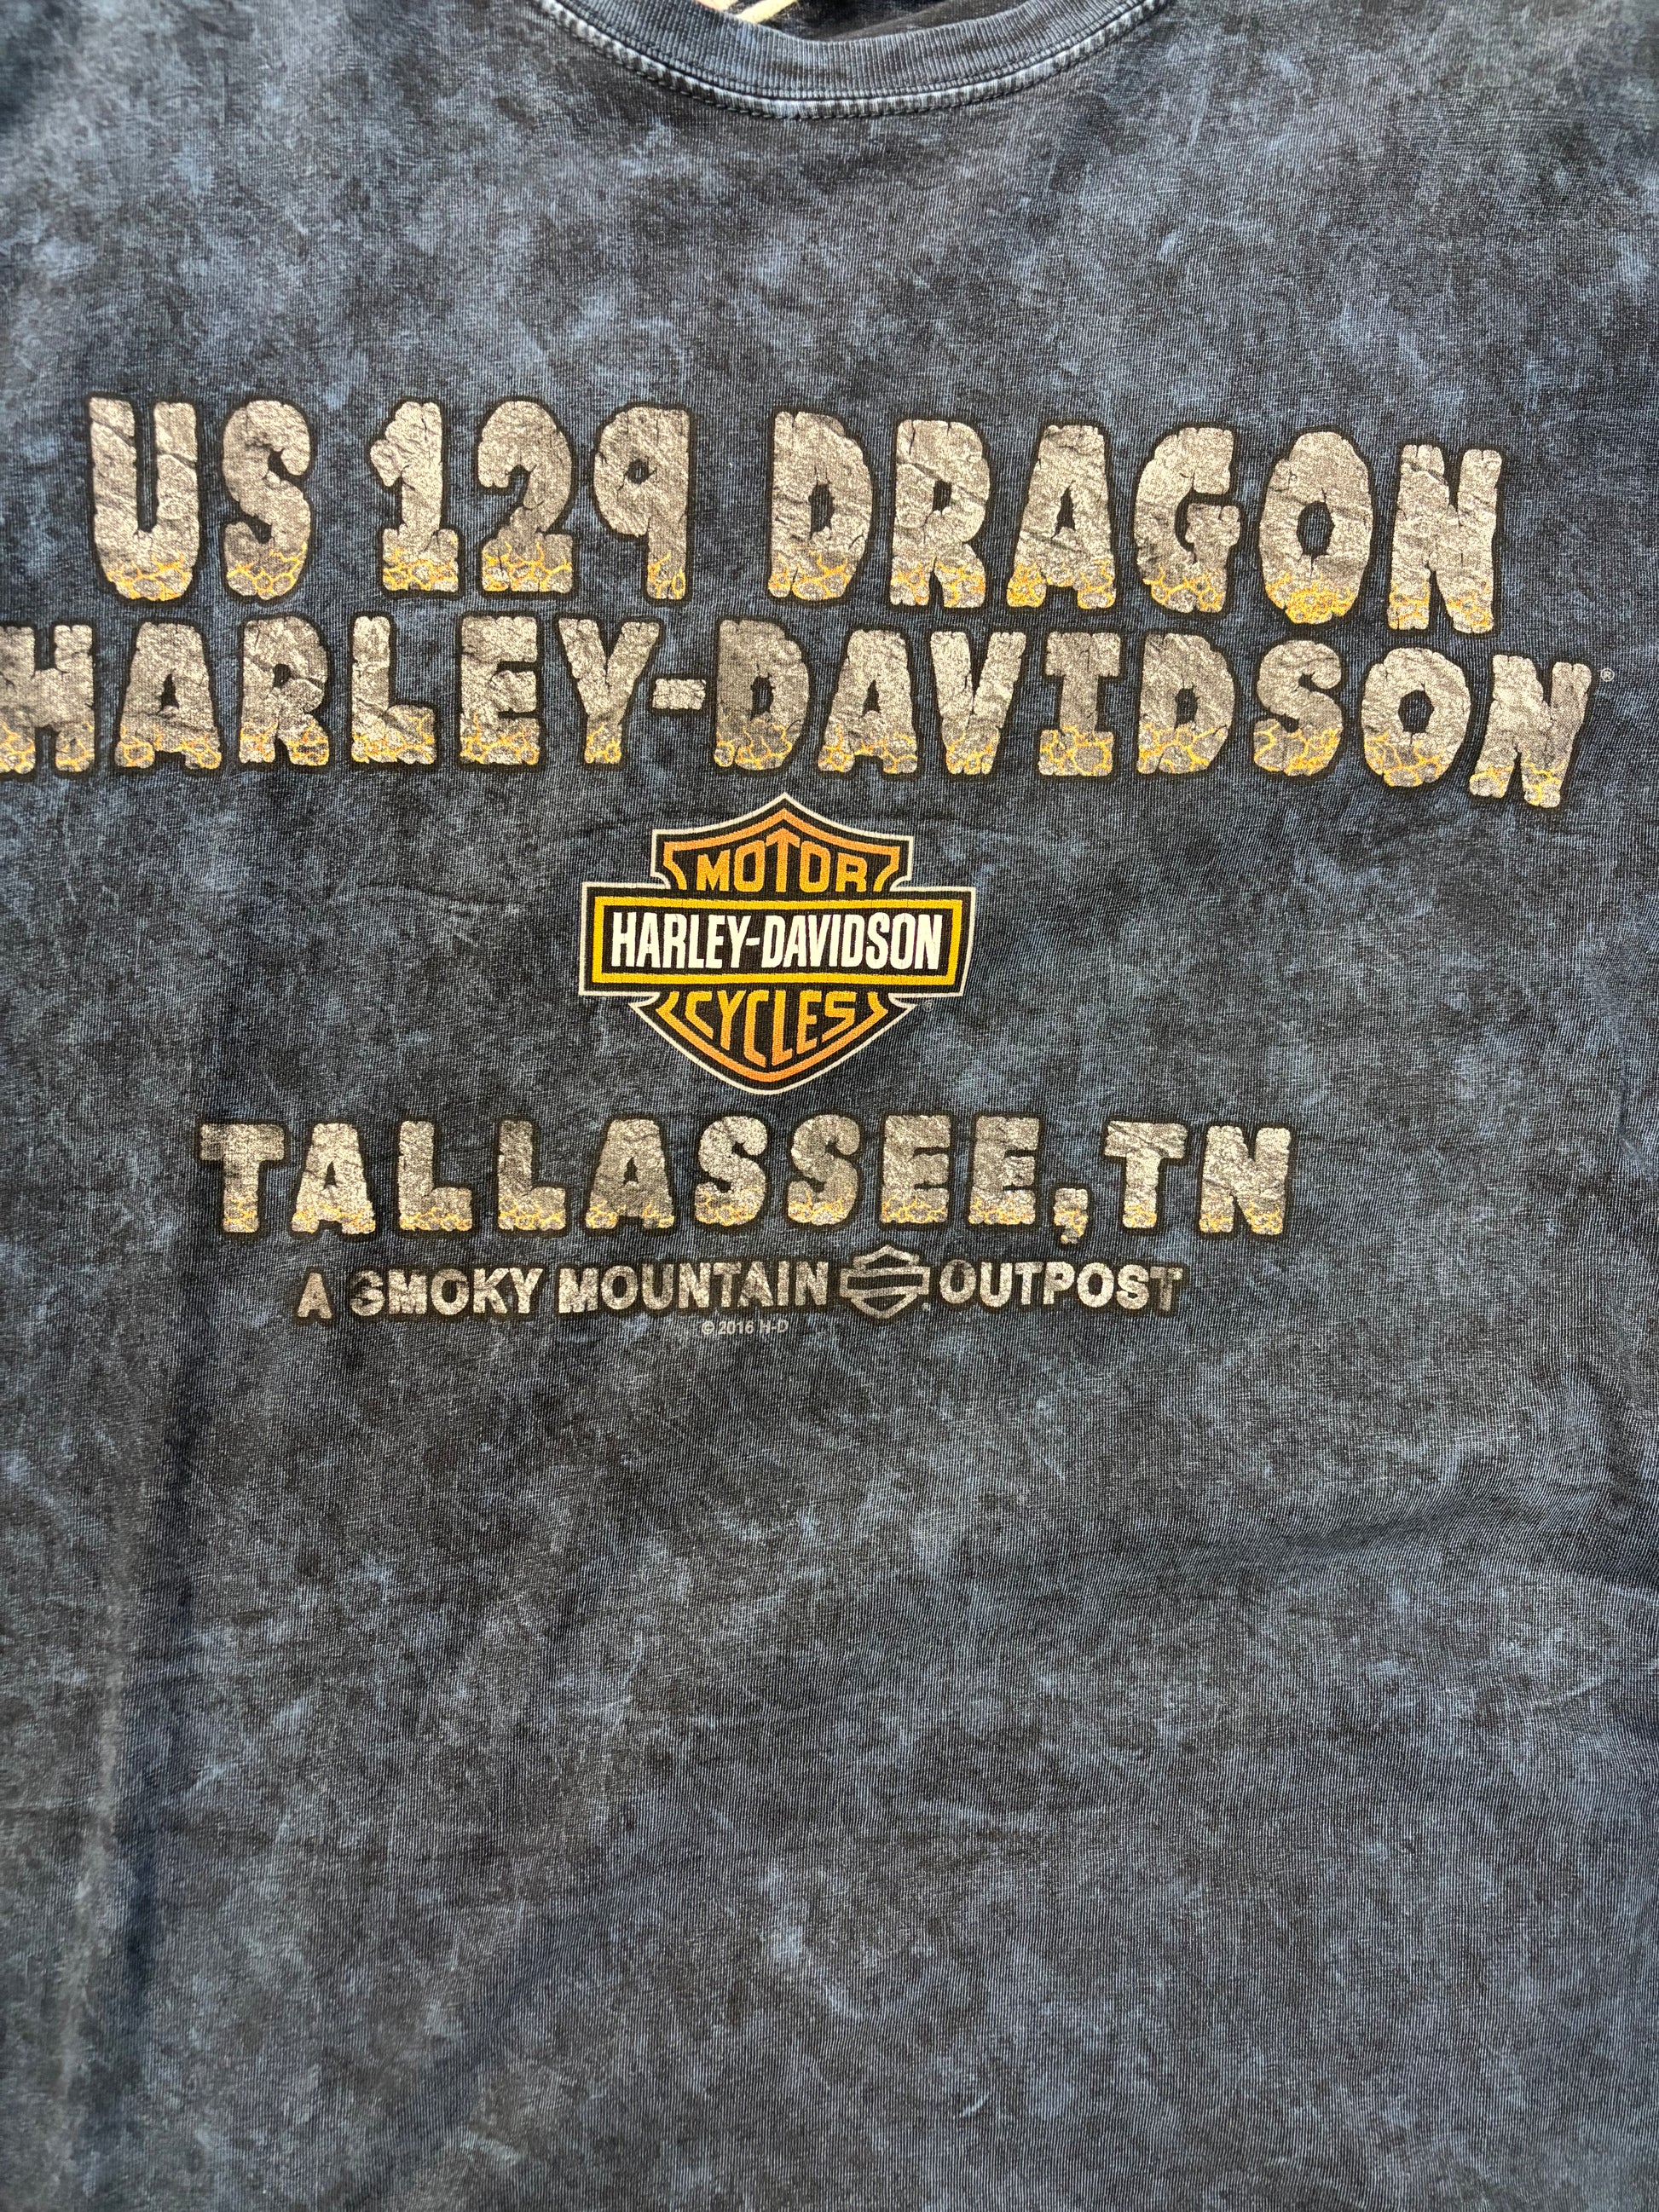 US 129 DRAGON
HARLEY-DAVIDSON®
MOTOR
HARLEY-DAVIDSON
CYCLES
TALLASSEE, TN
A SMOKY MOUNTAIN OUTPOST
© 2016 H-D